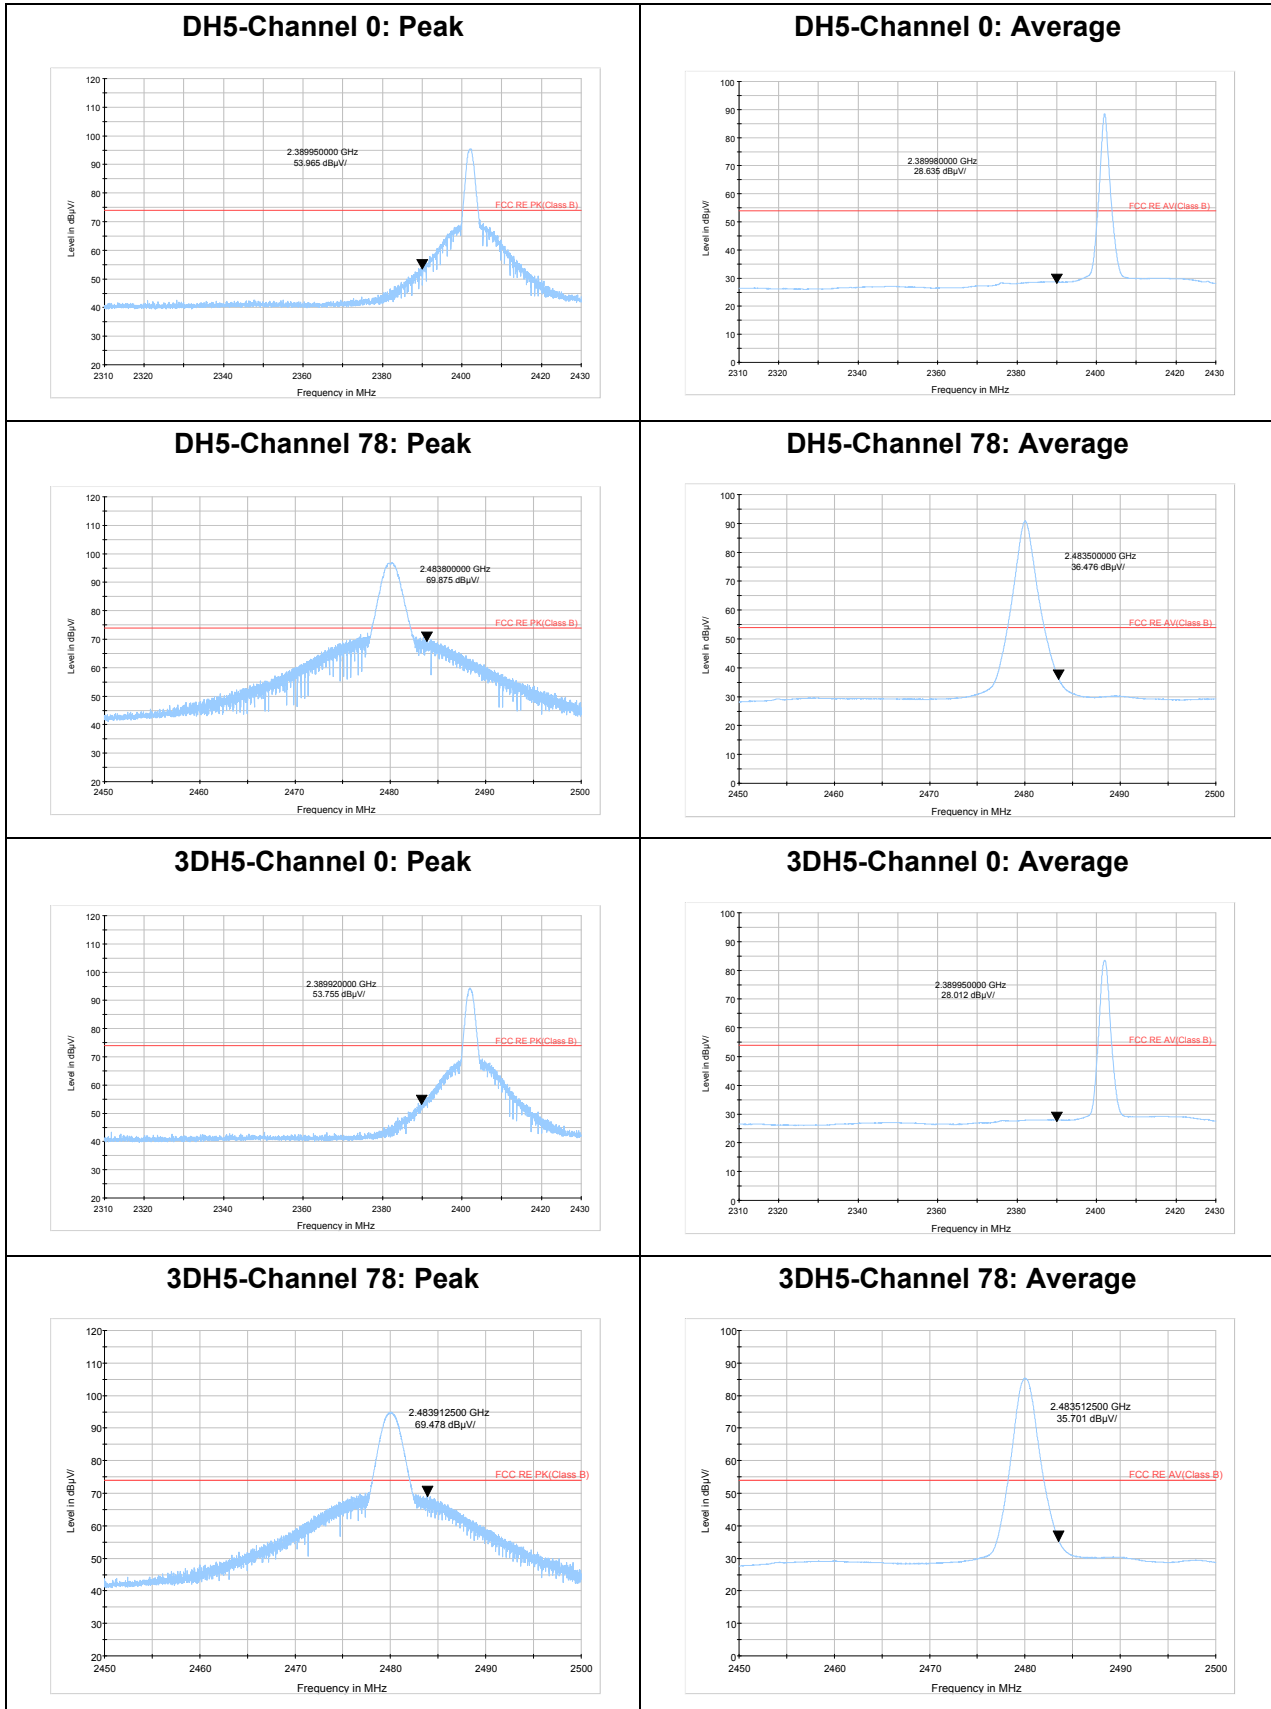 DH5-Channel 0: Peak
120
110
100
90
80
70
60
50
40
30
20
Level in dBµV/
2.389950000 GHz
53.965 dBµV/
FCC RE PK(Class B)
2310 2320 2340 2360 2380 2400 2420 2430
Frequency in MHz
DH5-Channel 0: Average
100
90
80
70
60
50
40
30
20
10
0
Level in dBµV/
2.389980000 GHz
28.635 dBµV/
FCC RE AV(Class B)
2310 2320 2340 2360 2380 2400 2420 2430
Frequency in MHz
DH5-Channel 78: Peak
120
110
100
90
80
70
60
50
40
30
20
Level in dBµV/
2.483800000 GHz
69.875 dBµV/
FCC RE PK(Class B)
2450 2460 2470 2480 2490 2500
Frequency in MHz
DH5-Channel 78: Average
100
90
80
70
60
50
40
30
20
10
0
Level in dBµV/
2.483500000 GHz
36.476 dBµV/
FCC RE AV(Class B)
2450 2460 2470 2480 2490 2500
Frequency in MHz
3DH5-Channel 0: Peak
120
110
100
90
80
70
60
50
40
30
20
Level in dBµV/
2.389920000 GHz
53.755 dBµV/
FCC RE PK(Class B)
2310 2320 2340 2360 2380 2400 2420 2430
Frequency in MHz
3DH5-Channel 0: Average
100
90
80
70
60
50
40
30
20
10
0
Level in dBµV/
2.389950000 GHz
28.012 dBµV/
FCC RE AV(Class B)
2310 2320 2340 2360 2380 2400 2420 2430
Frequency in MHz
3DH5-Channel 78: Peak
120
110
100
90
80
70
60
50
40
30
20
Level in dBµV/
2.483912500 GHz
69.478 dBµV/
FCC RE PK(Class B)
2450 2460 2470 2480 2490 2500
Frequency in MHz
3DH5-Channel 78: Average
100
90
80
70
60
50
40
30
20
10
0
Level in dBµV/
2.483512500 GHz
35.701 dBµV/
FCC RE AV(Class B)
2450 2460 2470 2480 2490 2500
Frequency in MHz